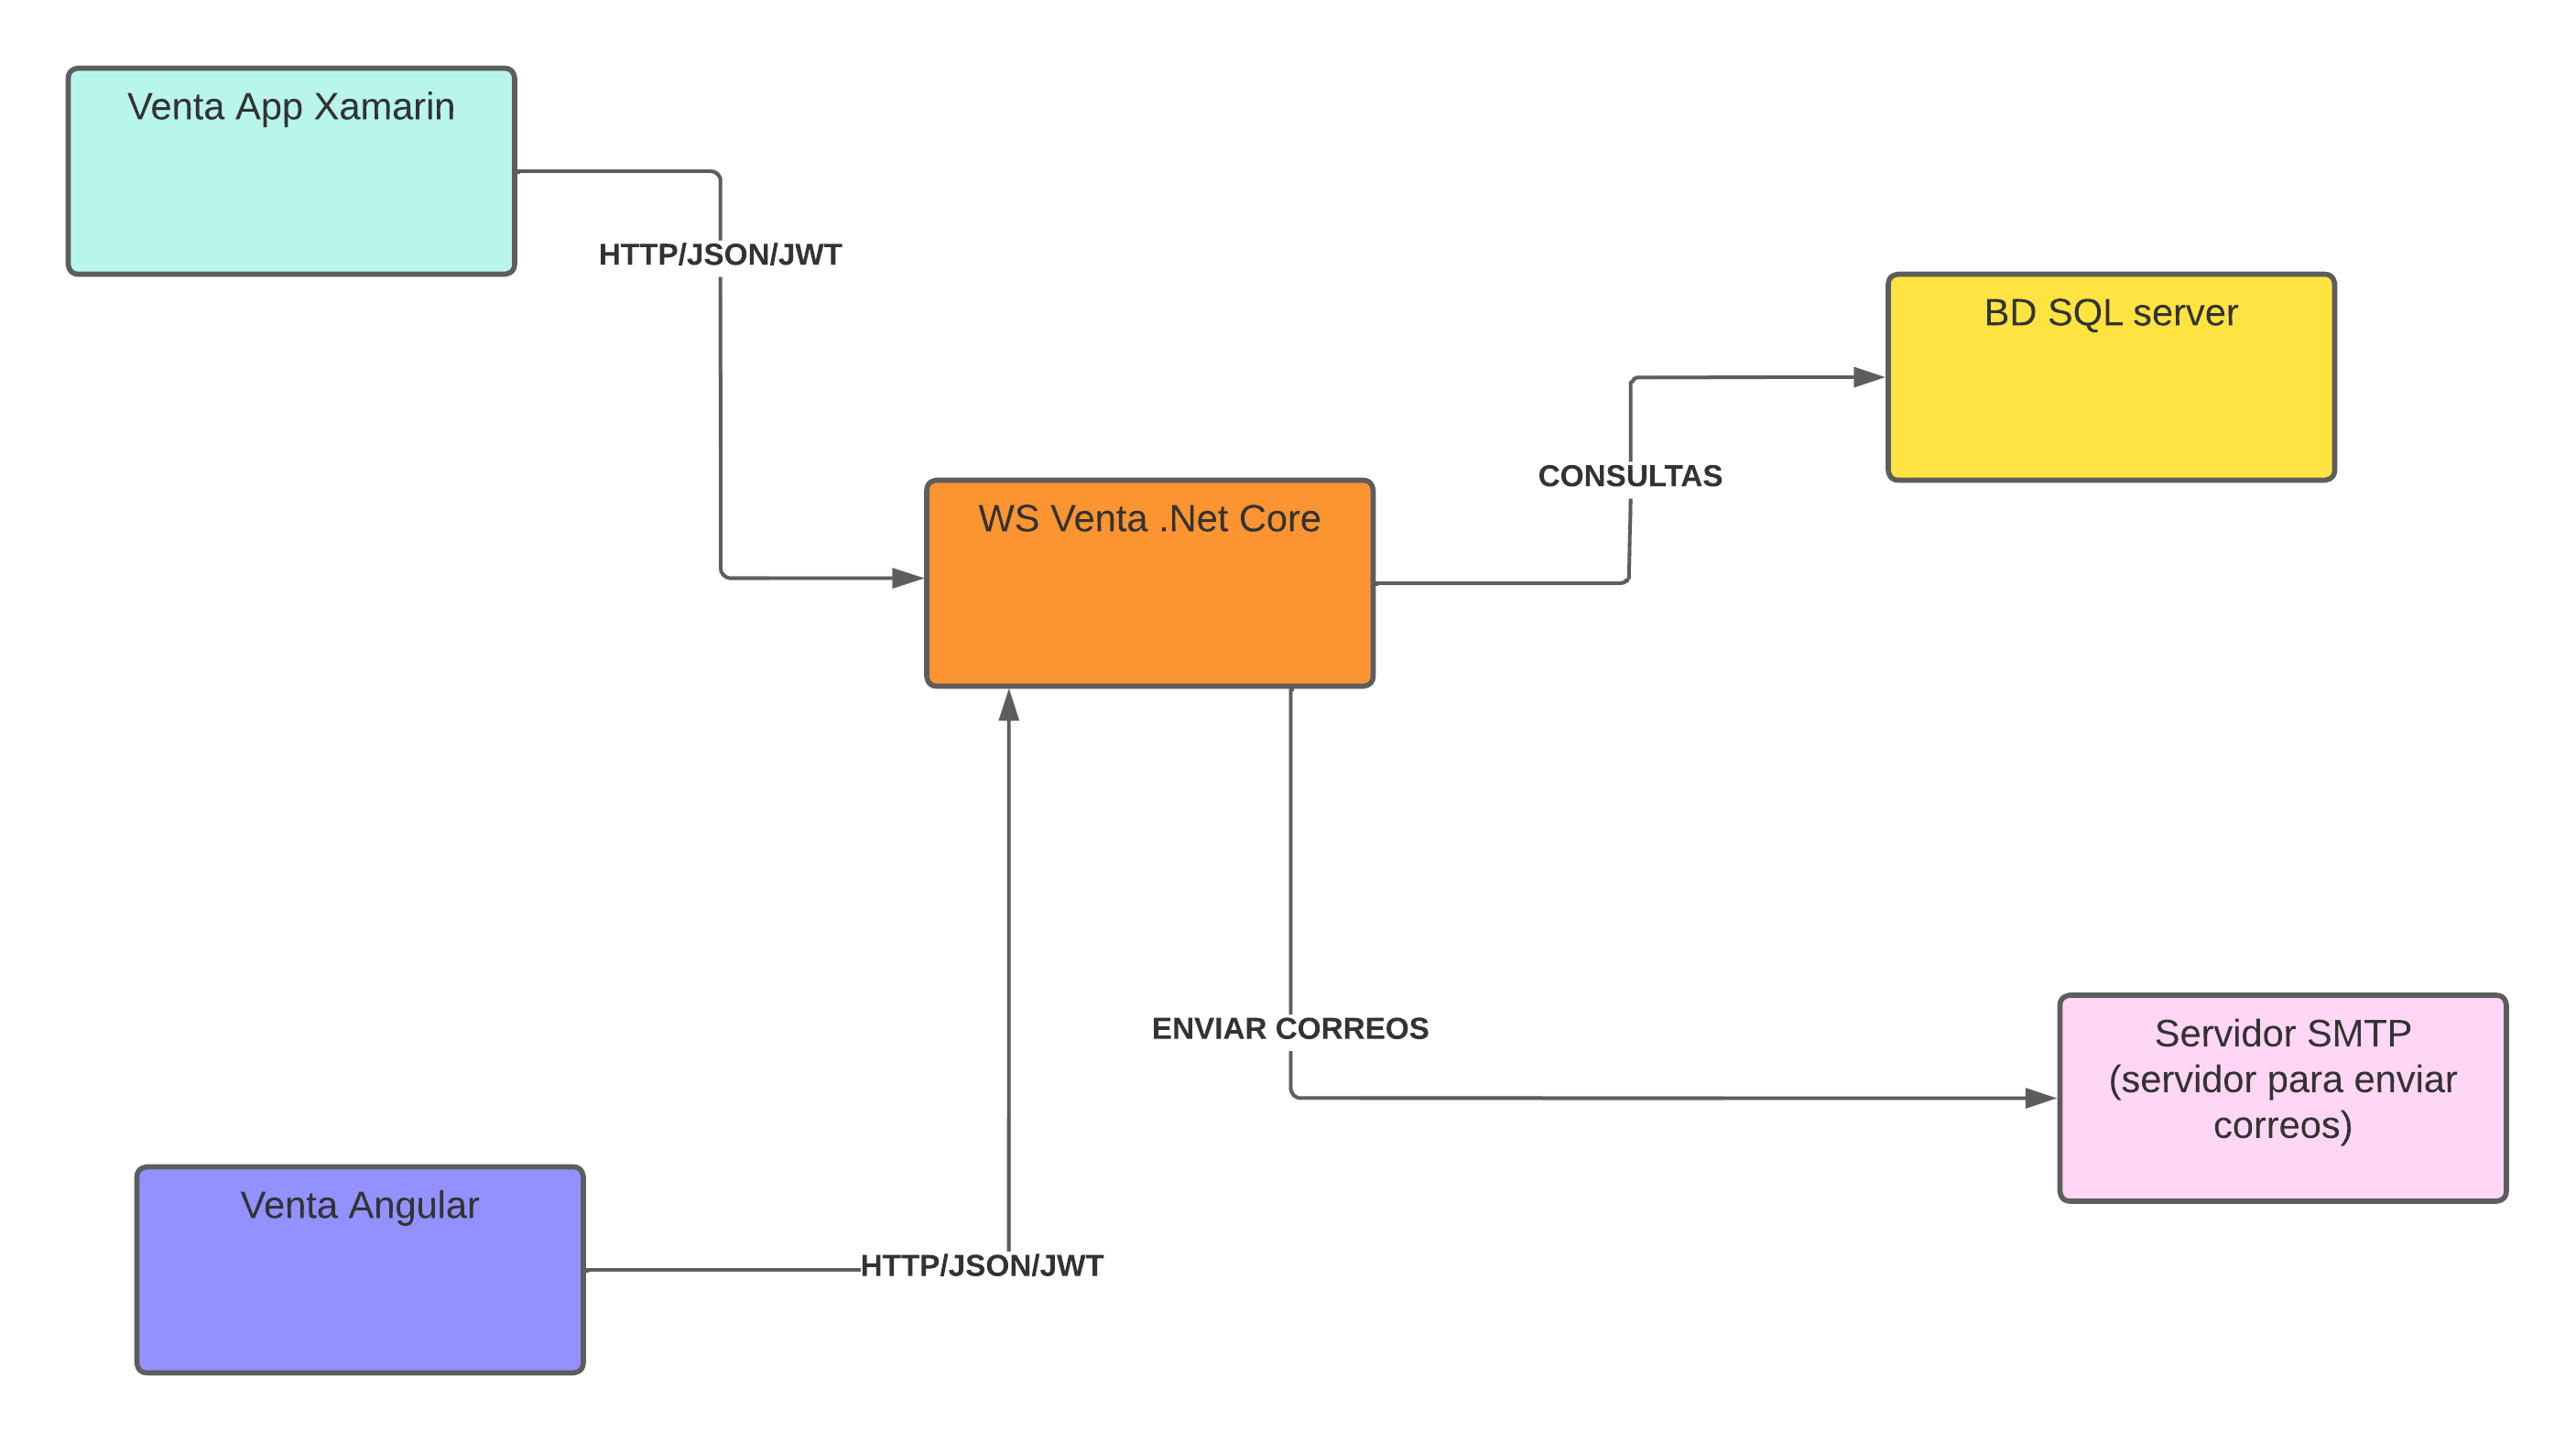 Venta App Xamarin
HTTP/JSON/JWT
BD SQL server
CONSULTAS
WS Venta .Net Core
ENVIAR CORREOS
Servidor SMTP
(servidor para enviar
correos)
Venta Angular
HTTP/JSON/JWT